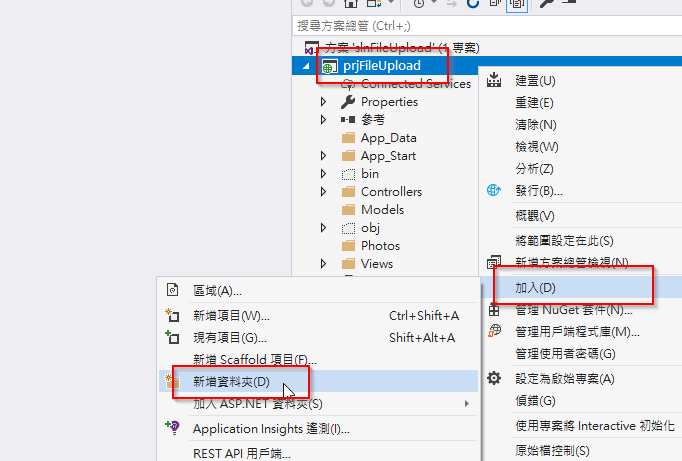 搜尋方案總管 (Ctrl+;)
方案 'slnFileUpload' (1 專案)
prjFileUpload
Connected Services
Properties
參考
App_Data
App_Start
bin
Controllers
Models
obj
Photos
Views
建置(U)
重建(E)
清除(N)
檢視(W)
分析(Z)
發行(B)...
概觀(V)
將範圍設定在此(S)
新增方案總管檢視(N)
加入(D)
管理 NuGet 套件(N)...
管理用戶端程式庫(M)...
管理使用者密碼(G)
設定為啟始專案(A)
偵錯(G)
使用專案將 Interactive 初始化
原始檔控制(S)
區域(A)...
新增項目(W)... Ctrl+Shift+A
現有項目(G)... Shift+Alt+A
新增 Scaffold 項目(F)...
新增資料夾(D)
加入 ASP.NET 資料夾(S)
Application Insights 遙測(I)...
REST API 用戶端...